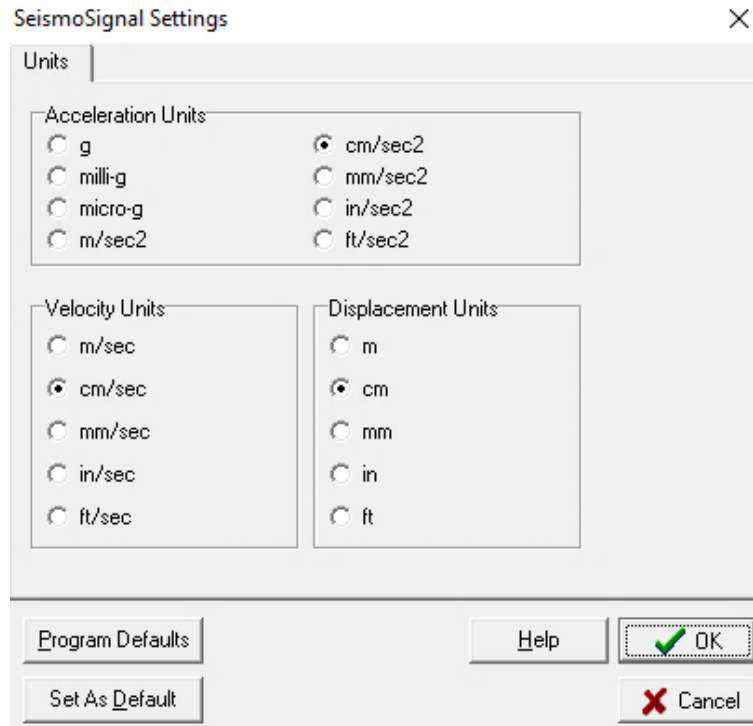 SeismoSignal Settings
Units
Acceleration Units
g
cm/sec2
milli-g
mm/sec2
micro-g
in/sec2
m/sec2
ft/sec2
Velocity Units
m/sec
cm/sec
mm/sec
in/sec
ft/sec
Displacement Units
m
cm
mm
in
ft
Program Defaults
Help
OK
Set As Default
Cancel